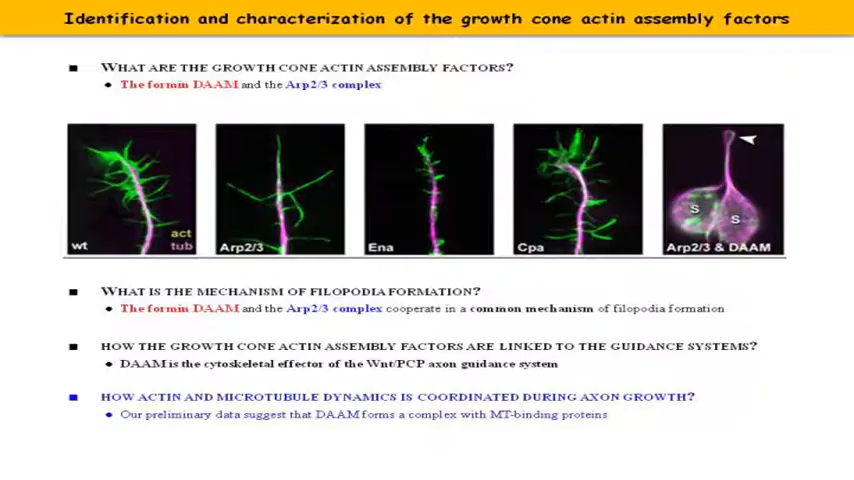 Identification and characterization of the growth cone actin assembly factors
WHAT ARE THE GROWTH CONE ACTIN ASSEMBLY FACTORS?
The formin DAAM and the Arp2/3 complex
wt
act
tub
Arp2/3
Ena
Cpa
S
S
Arp2/3 & DAAM
WHAT IS THE MECHANISM OF FILOPODIA FORMATION?
The formin DAAM and the Arp2/3 complex cooperate in a common mechanism of filopodia formation
HOW THE GROWTH CONE ACTIN ASSEMBLY FACTORS ARE LINKED TO THE GUIDANCE SYSTEMS?
DAAM is the cytoskeletal effector of the Wnt/PCP axon guidance system
HOW ACTIN AND MICROTUBULE DYNAMICS IS COORDINATED DURING AXON GROWTH?
Our preliminary data suggest that DAAM forms a complex with MT-binding proteins